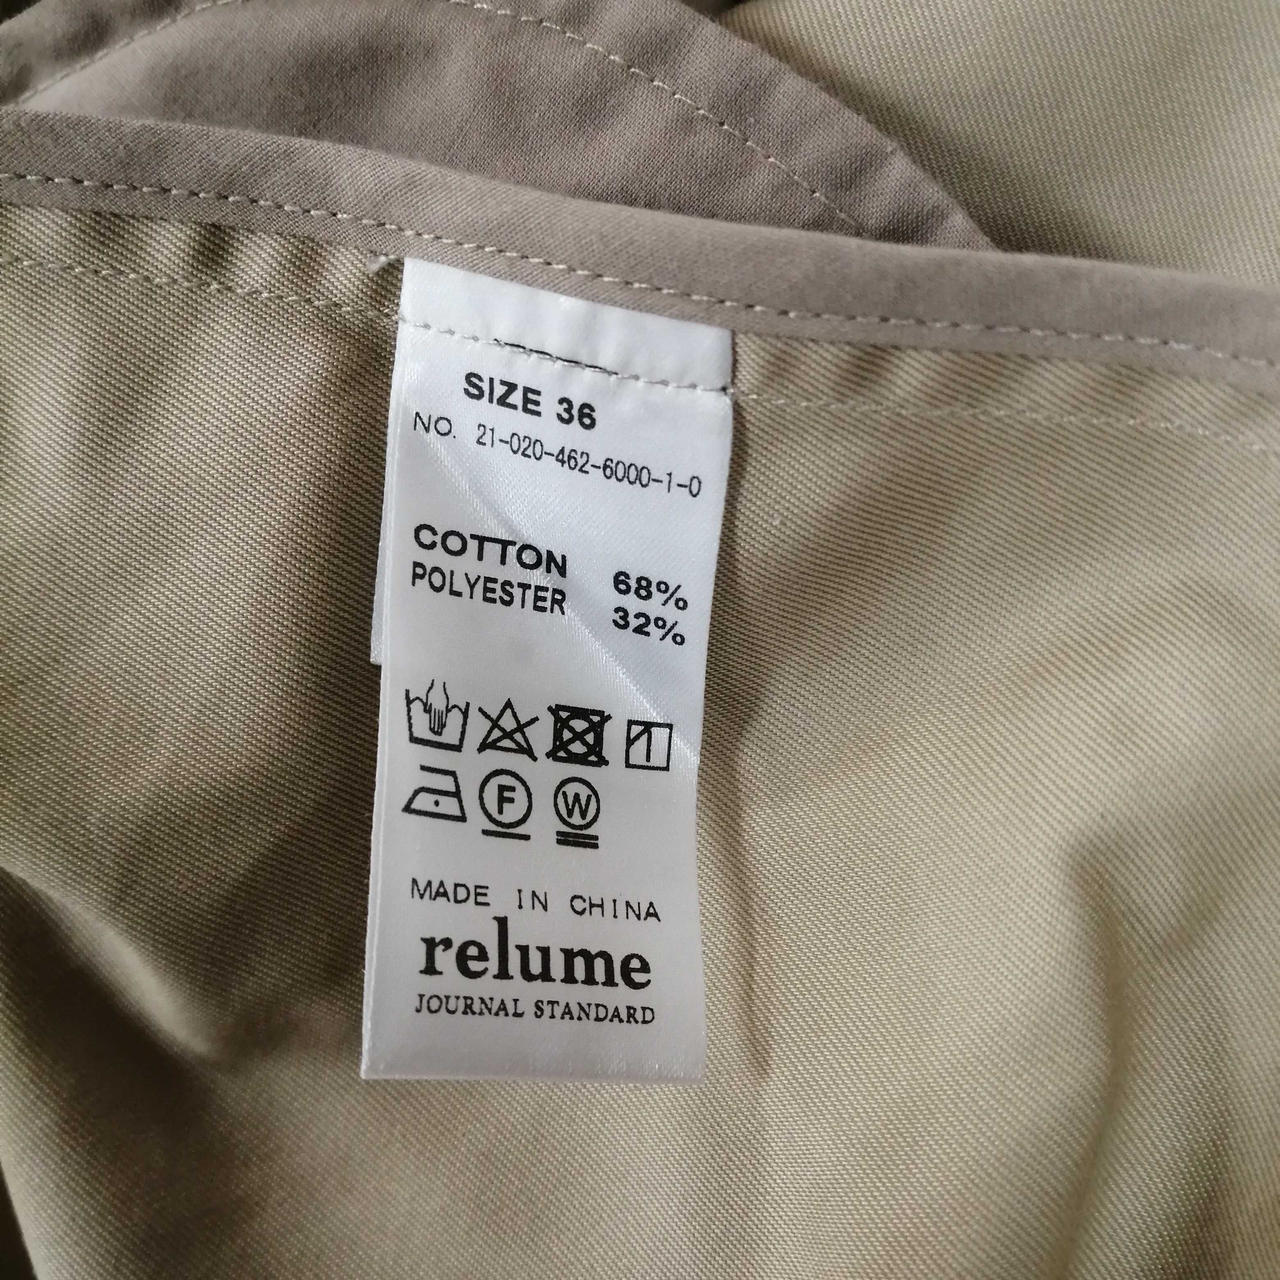 SIZE 36
NO. 21-020-462-6000-1-0
COTTON 68%
POLYESTER 32%
F W
MADE IN CHINA
relume
JOURNAL STANDARD